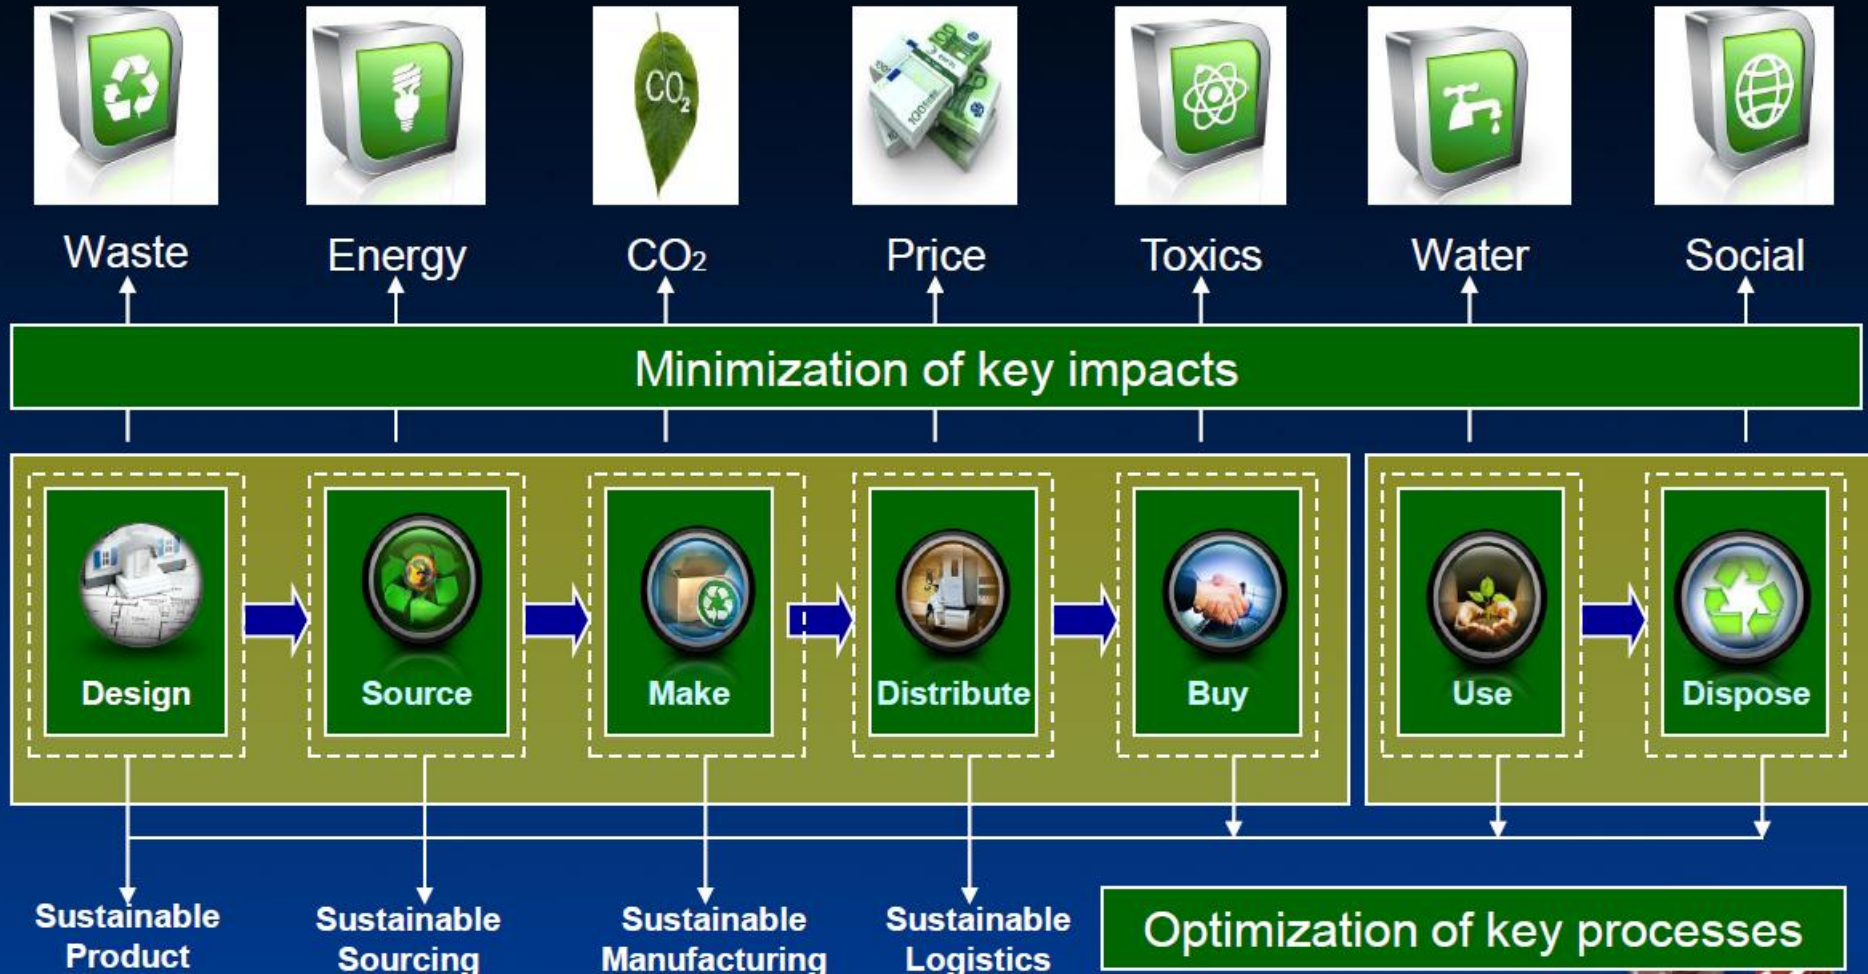 CO₂
Waste
Energy
CO₂
Price
Toxics
Water
Social
Minimization of key impacts
Design
Source
Make
Distribute
Buy
Use
Dispose
Sustainable
Product
Sustainable
Sourcing
Sustainable
Manufacturing
Sustainable
Logistics
Optimization of key processes